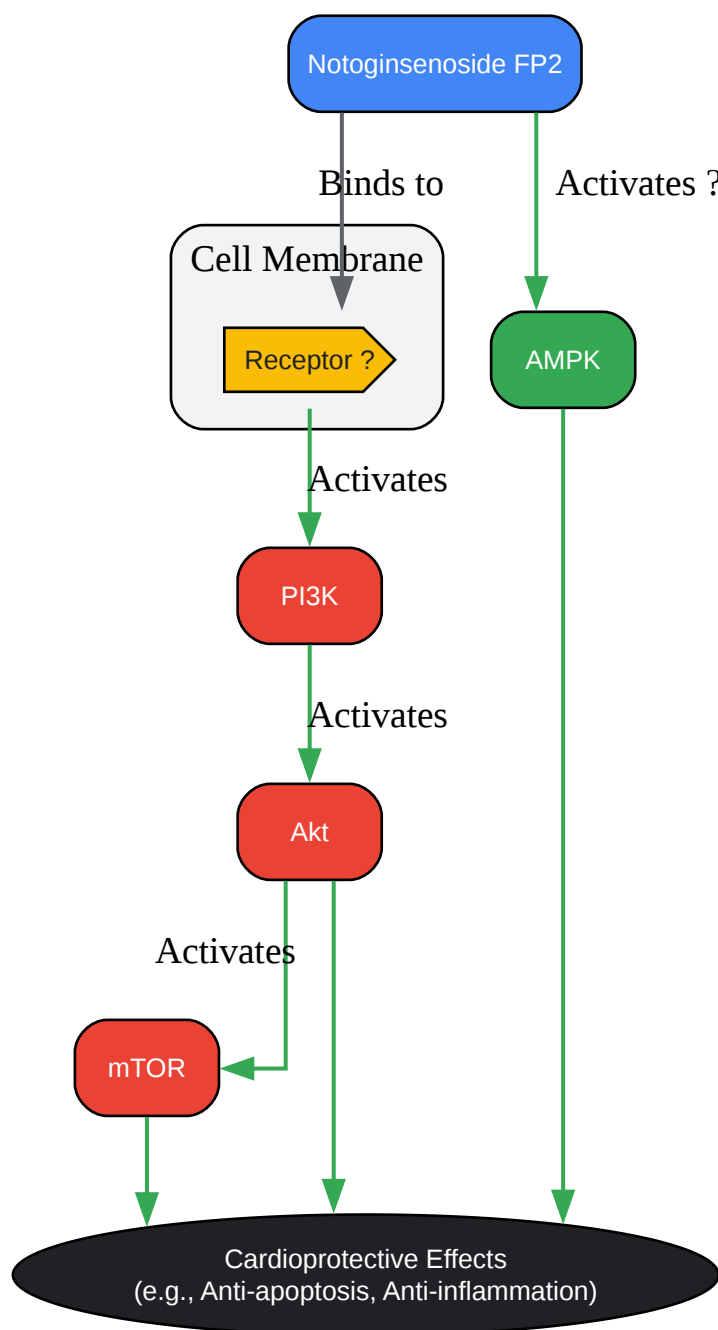 Notoginsenoside FP2
Binds to
Activates ?
Cell Membrane
Receptor ?
AMPK
Activates
PI3K
Activates
Akt
Activates
mTOR
Cardioprotective Effects
(e.g., Anti-apoptosis, Anti-inflammation)